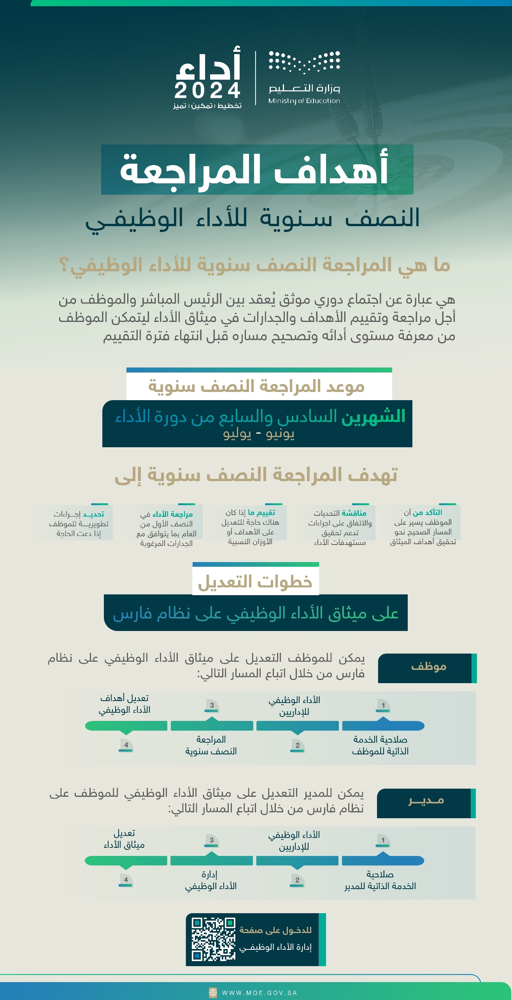 وزارة التعليم
Ministry of Education
أداء
2024
تخطيط | تمكين | تميز
أهداف المراجعة
النصف سنوية للأداء الوظيفي
ما هي المراجعة النصف سنوية للأداء الوظيفي؟
هي عبارة عن اجتماع دوري موثق يُعقد بين الرئيس المباشر والموظف من
أجل مراجعة وتقييم الأهداف والجدارات في ميثاق الأداء ليتمكن الموظف
من معرفة مستوى أدائه وتصحيح مساره قبل انتهاء فترة التقييم
موعد المراجعة النصف سنوية
الشهرين السادس والسابع من دورة الأداء
يونيو - يوليو
تهدف المراجعة النصف سنوية إلى
التأكد من أن
الموظف يسير على
المسار الصحيح نحو
تحقيق أهداف الميثاق
مناقشة التحديات
والاتفاق على اجراءات
تدعم تحقيق
مستهدفات الأداء
تقييم ما إذا كان
هناك حاجة للتعديل
على الأهداف أو
الأوزان النسبية
مراجعة الأداء في
النصف الأول من
العام بما يتوافق مع
الجدارات المرغوبة
تحديد إجراءات
تطويرية للموظف
إذا دعت الحاجة
خطوات التعديل
على ميثاق الأداء الوظيفي على نظام فارس
موظف
يمكن للموظف التعديل على ميثاق الأداء الوظيفي على نظام
فارس من خلال اتباع المسار التالي:
1
صلاحية الخدمة
الذاتية للموظف
الأداء الوظيفي
للإداريين
2
3
المراجعة
النصف سنوية
تعديل أهداف
الأداء الوظيفي
4
مدير
يمكن للمدير التعديل على ميثاق الأداء الوظيفي للموظف على
نظام فارس من خلال اتباع المسار التالي:
1
صلاحية
الخدمة الذاتية للمدير
الأداء الوظيفي
للإداريين
2
3
إدارة
الأداء الوظيفي
تعديل
ميثاق الأداء
4
للدخول على صفحة
إدارة الأداء الوظيفي
WWW.MOE.GOV.SA